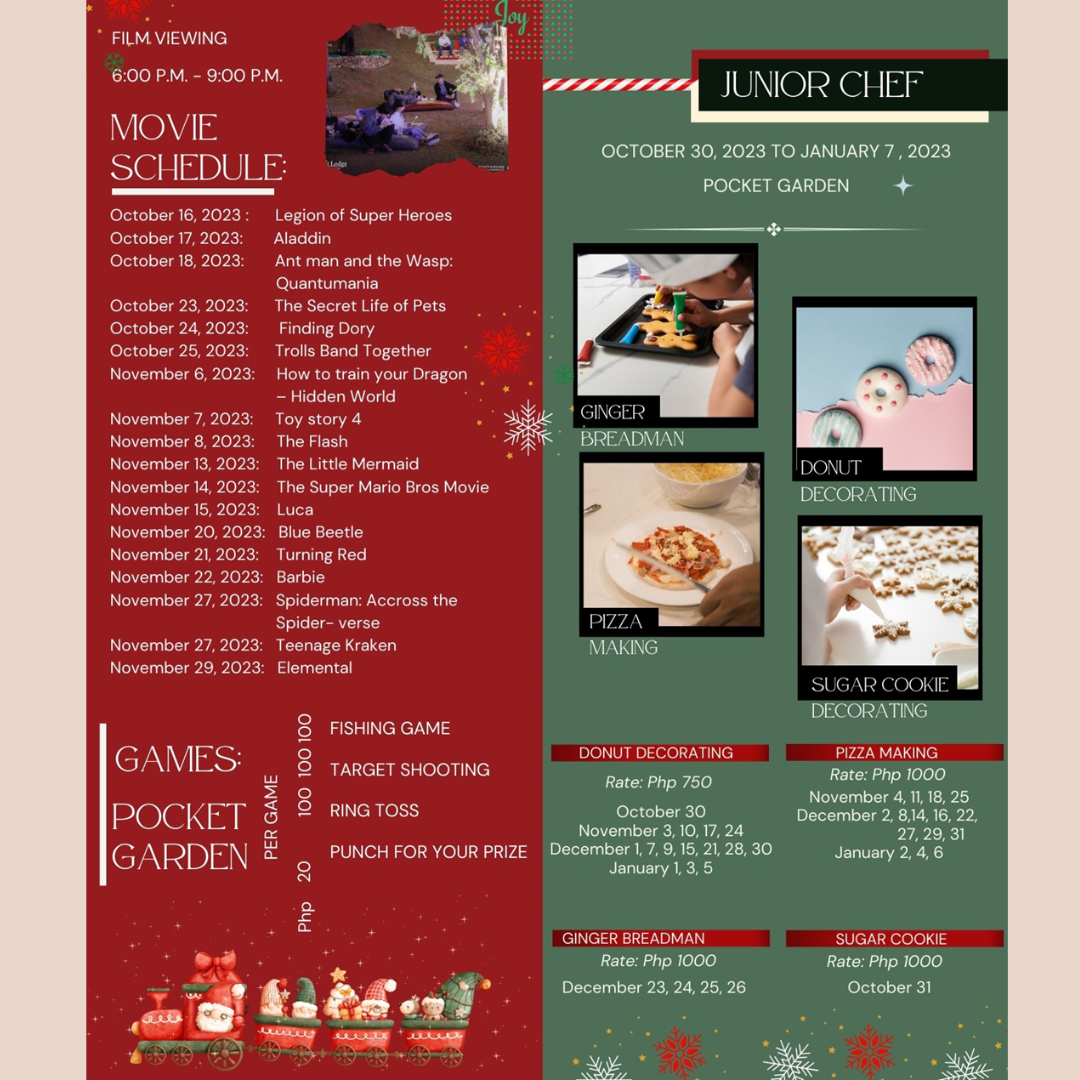 Joy
FILM VIEWING
6:00 P.M. - 9:00 P.M.
MOVIE
SCHEDULE:
October 16, 2023 : Legion of Super Heroes
October 17, 2023: Aladdin
October 18, 2023: Ant man and the Wasp:
Quantumania
October 23, 2023: The Secret Life of Pets
October 24, 2023: Finding Dory
October 25, 2023: Trolls Band Together
November 6, 2023: How to train your Dragon
– Hidden World
November 7, 2023: Toy story 4
November 8, 2023: The Flash
November 13, 2023: The Little Mermaid
November 14, 2023: The Super Mario Bros Movie
November 15, 2023: Luca
November 20, 2023: Blue Beetle
November 21, 2023: Turning Red
November 22, 2023: Barbie
November 27, 2023: Spiderman: Accross the
Spider- verse
November 27, 2023: Teenage Kraken
November 29, 2023: Elemental
GAMES:
POCKET
GARDEN
PER GAME
Php 20 100 100 100
FISHING GAME
TARGET SHOOTING
RING TOSS
PUNCH FOR YOUR PRIZE
JUNIOR CHEF
OCTOBER 30, 2023 TO JANUARY 7 , 2023
POCKET GARDEN
GINGER
BREADMAN
DONUT
DECORATING
PIZZA
MAKING
SUGAR COOKIE
DECORATING
DONUT DECORATING
Rate: Php 750
October 30
November 3, 10, 17, 24
December 1, 7, 9, 15, 21, 28, 30
January 1, 3, 5
PIZZA MAKING
Rate: Php 1000
November 4, 11, 18, 25
December 2, 8,14, 16, 22,
27, 29, 31
January 2, 4, 6
GINGER BREADMAN
Rate: Php 1000
December 23, 24, 25, 26
SUGAR COOKIE
Rate: Php 1000
October 31